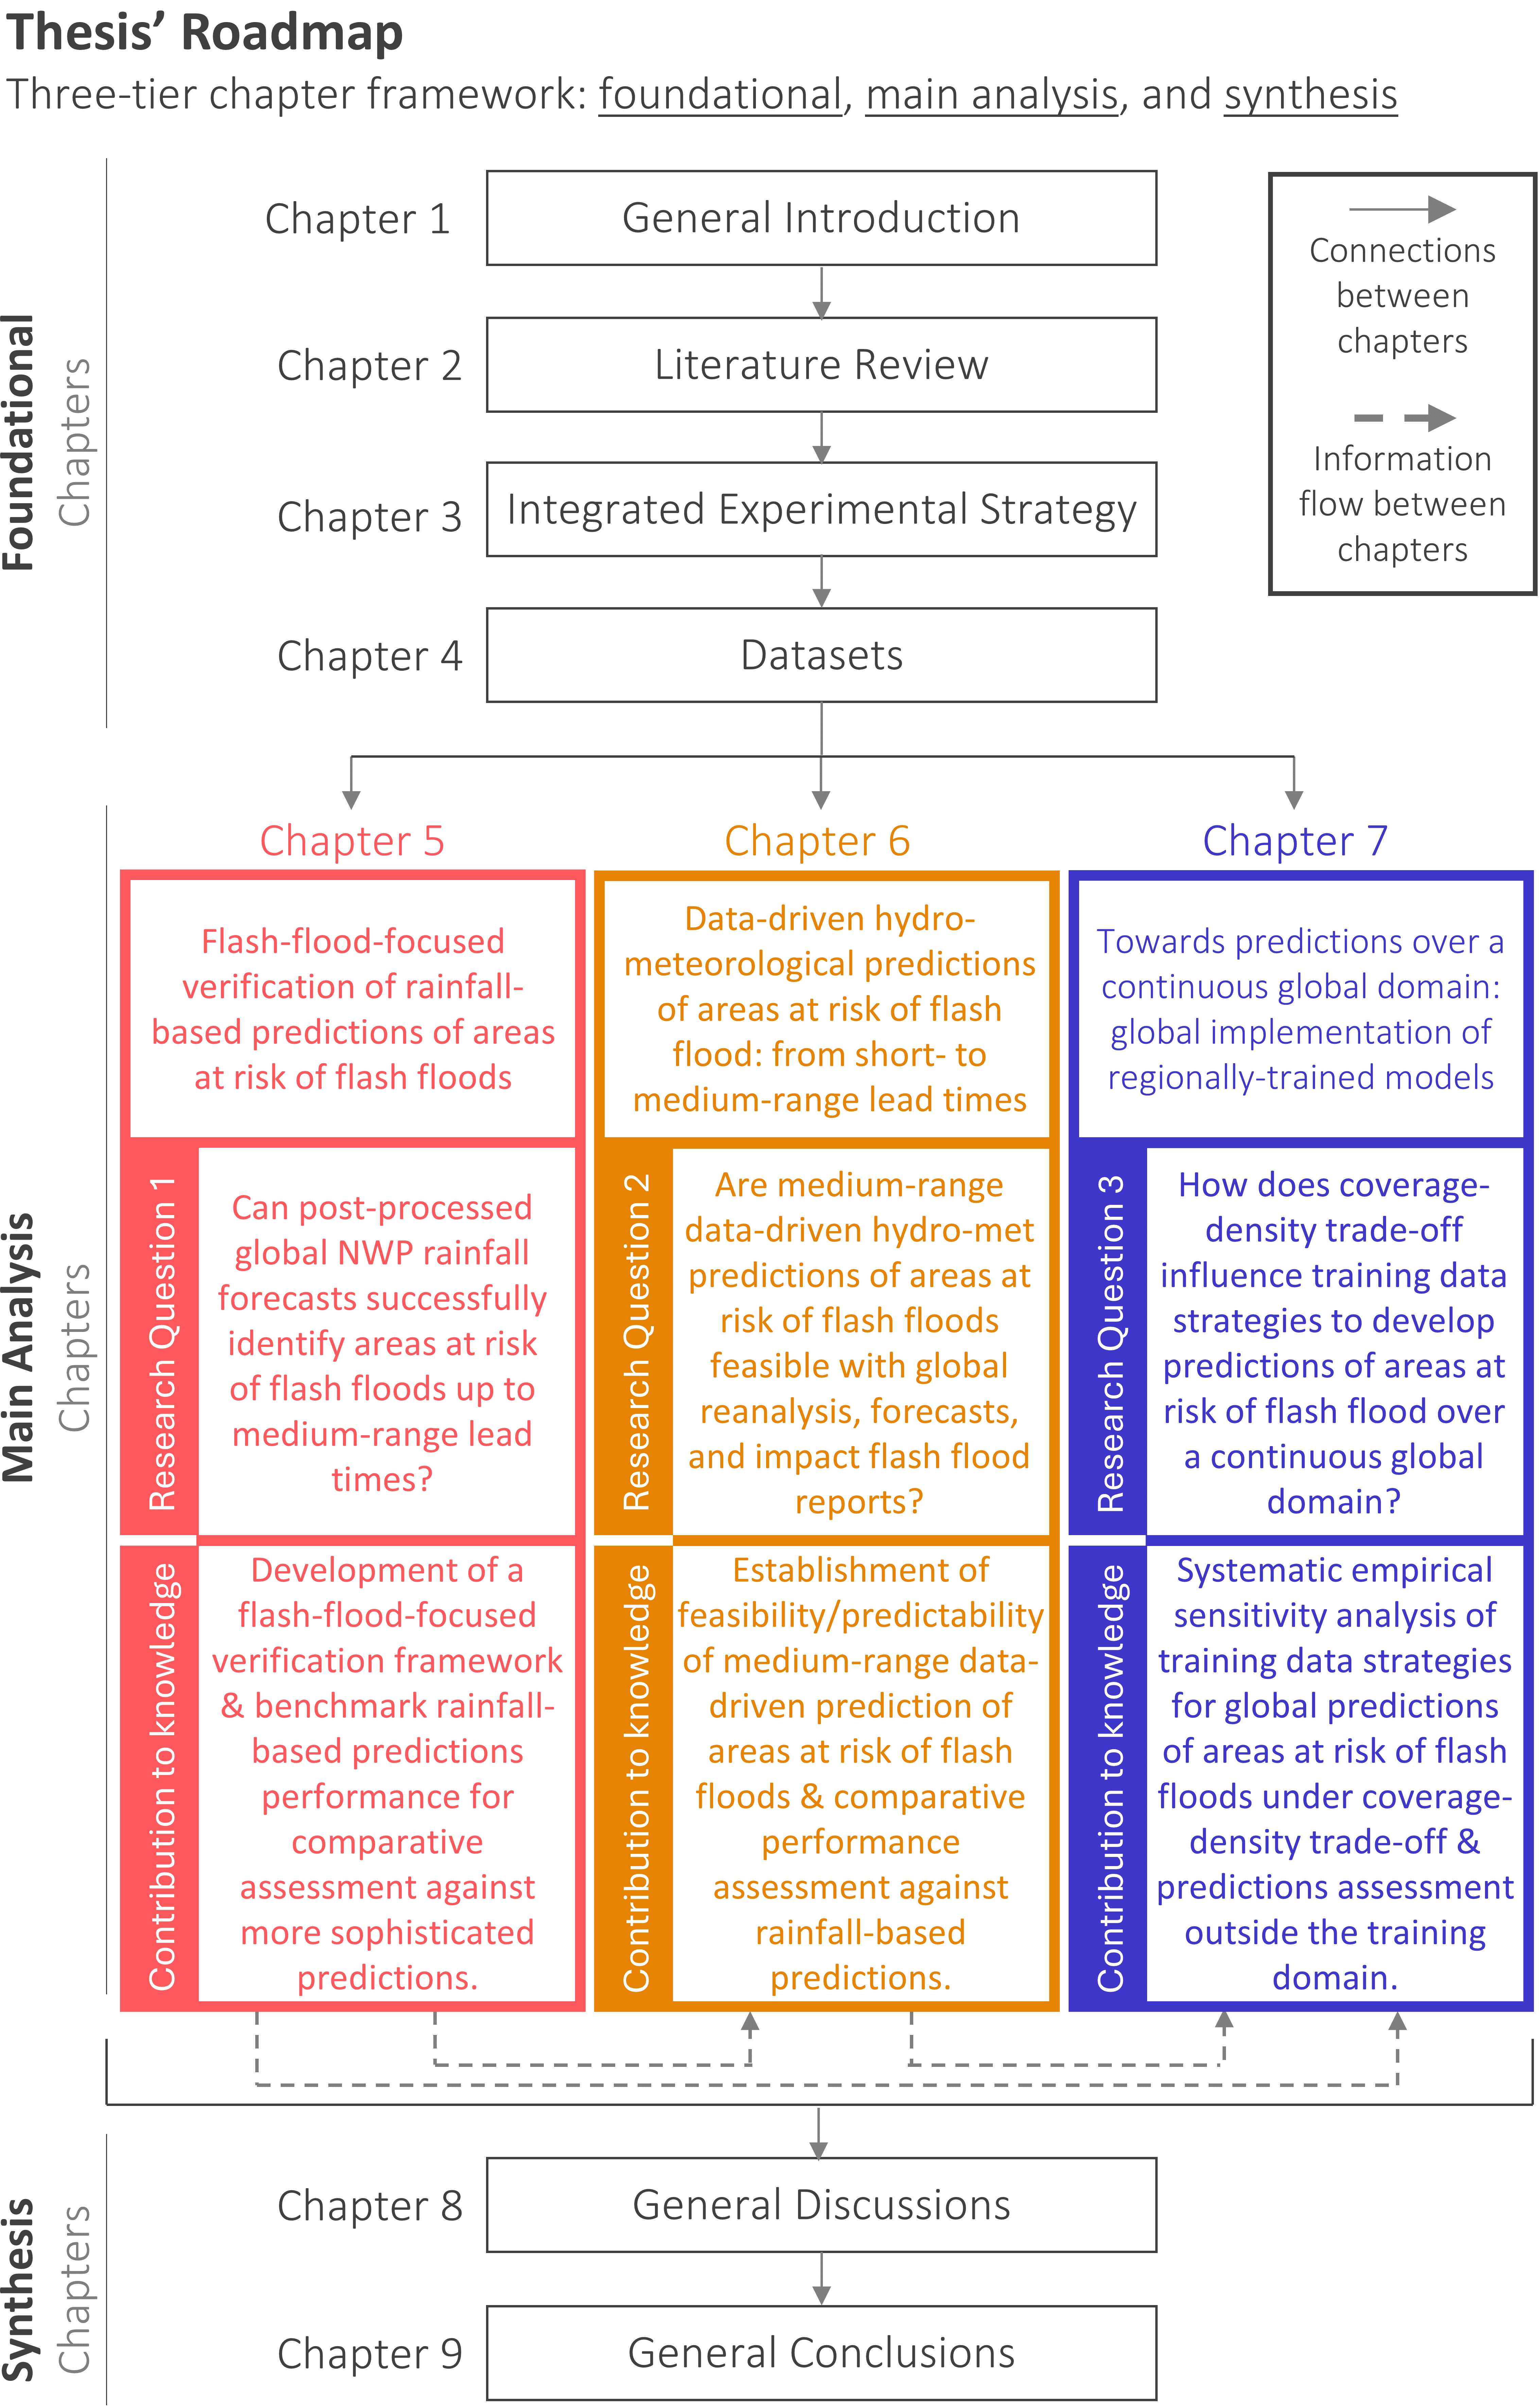 Thesis’ Roadmap
Three-tier chapter framework: foundational, main analysis, and synthesis
Foundational
Chapters
Chapter 1
General Introduction
Chapter 2
Literature Review
Chapter 3
Integrated Experimental Strategy
Chapter 4
Datasets
Connections
between
chapters
Information
flow between
chapters
Main Analysis
Chapters
Chapter 5
Flash-flood-focused
verification of rainfall-
based predictions of areas
at risk of flash floods
Research Question 1
Can post-processed
global NWP rainfall
forecasts successfully
identify areas at risk
of flash floods up to
medium-range lead
times?
Contribution to knowledge
Development of a
flash-flood-focused
verification framework
& benchmark rainfall-
based predictions
performance for
comparative
assessment against
more sophisticated
predictions.
Chapter 6
Data-driven hydro-
meteorological predictions
of areas at risk of flash
flood: from short- to
medium-range lead times
Research Question 2
Are medium-range
data-driven hydro-met
predictions of areas at
risk of flash floods
feasible with global
reanalysis, forecasts,
and impact flash flood
reports?
Contribution to knowledge
Establishment of
feasibility/predictability
of medium-range data-
driven prediction of
areas at risk of flash
floods & comparative
performance
assessment against
rainfall-based
predictions.
Chapter 7
Towards predictions over a
continuous global domain:
global implementation of
regionally-trained models
Research Question 3
How does coverage-
density trade-off
influence training data
strategies to develop
predictions of areas at
risk of flash flood over
a continuous global
domain?
Contribution to knowledge
Systematic empirical
sensitivity analysis of
training data strategies
for global predictions
of areas at risk of flash
floods under coverage-
density trade-off &
predictions assessment
outside the training
domain.
Synthesis
Chapters
Chapter 8
General Discussions
Chapter 9
General Conclusions